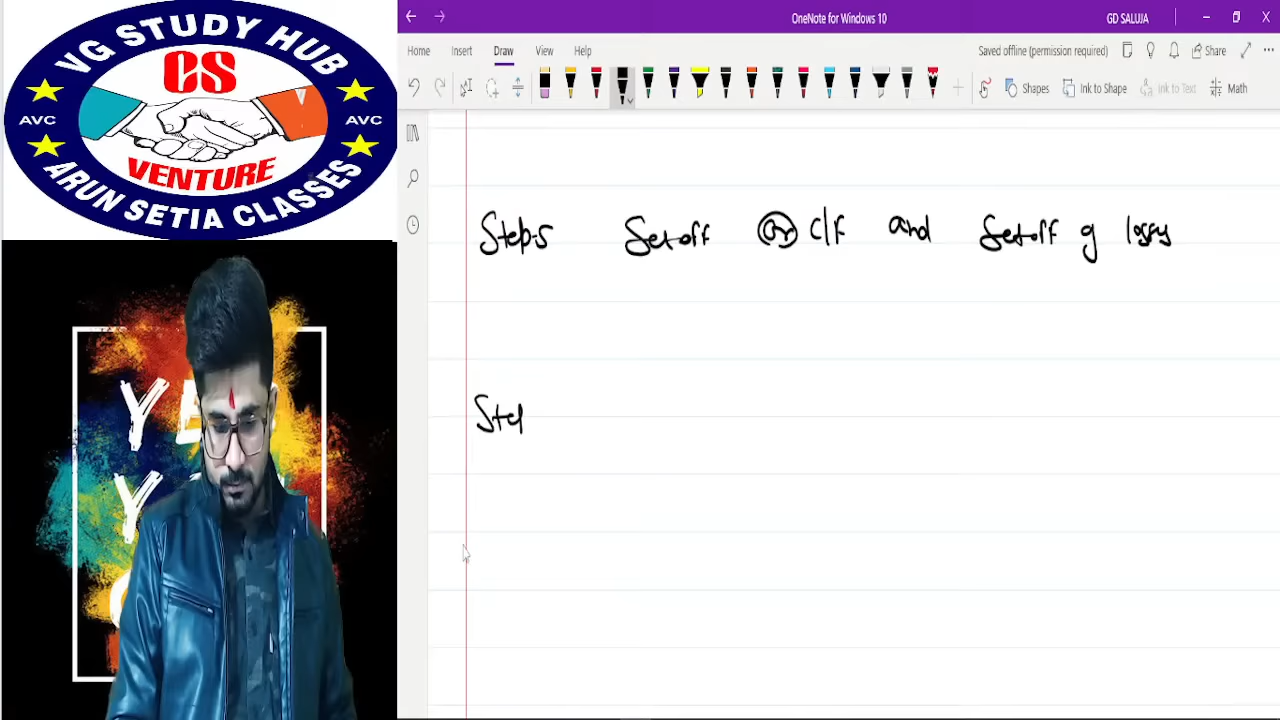 VG STUDY HUB
CS
AVC
AVC
VENTURE
ARUN SETIA CLASSES
OneNote for Windows 10
GD SALUJA
Home Insert Draw View Help
Saved offline (permission required)
Share
Shapes
Ink to Shape
Ink to Text
Math
Steps Setoff or C/F and Setoff of losses
Step
YE
Y